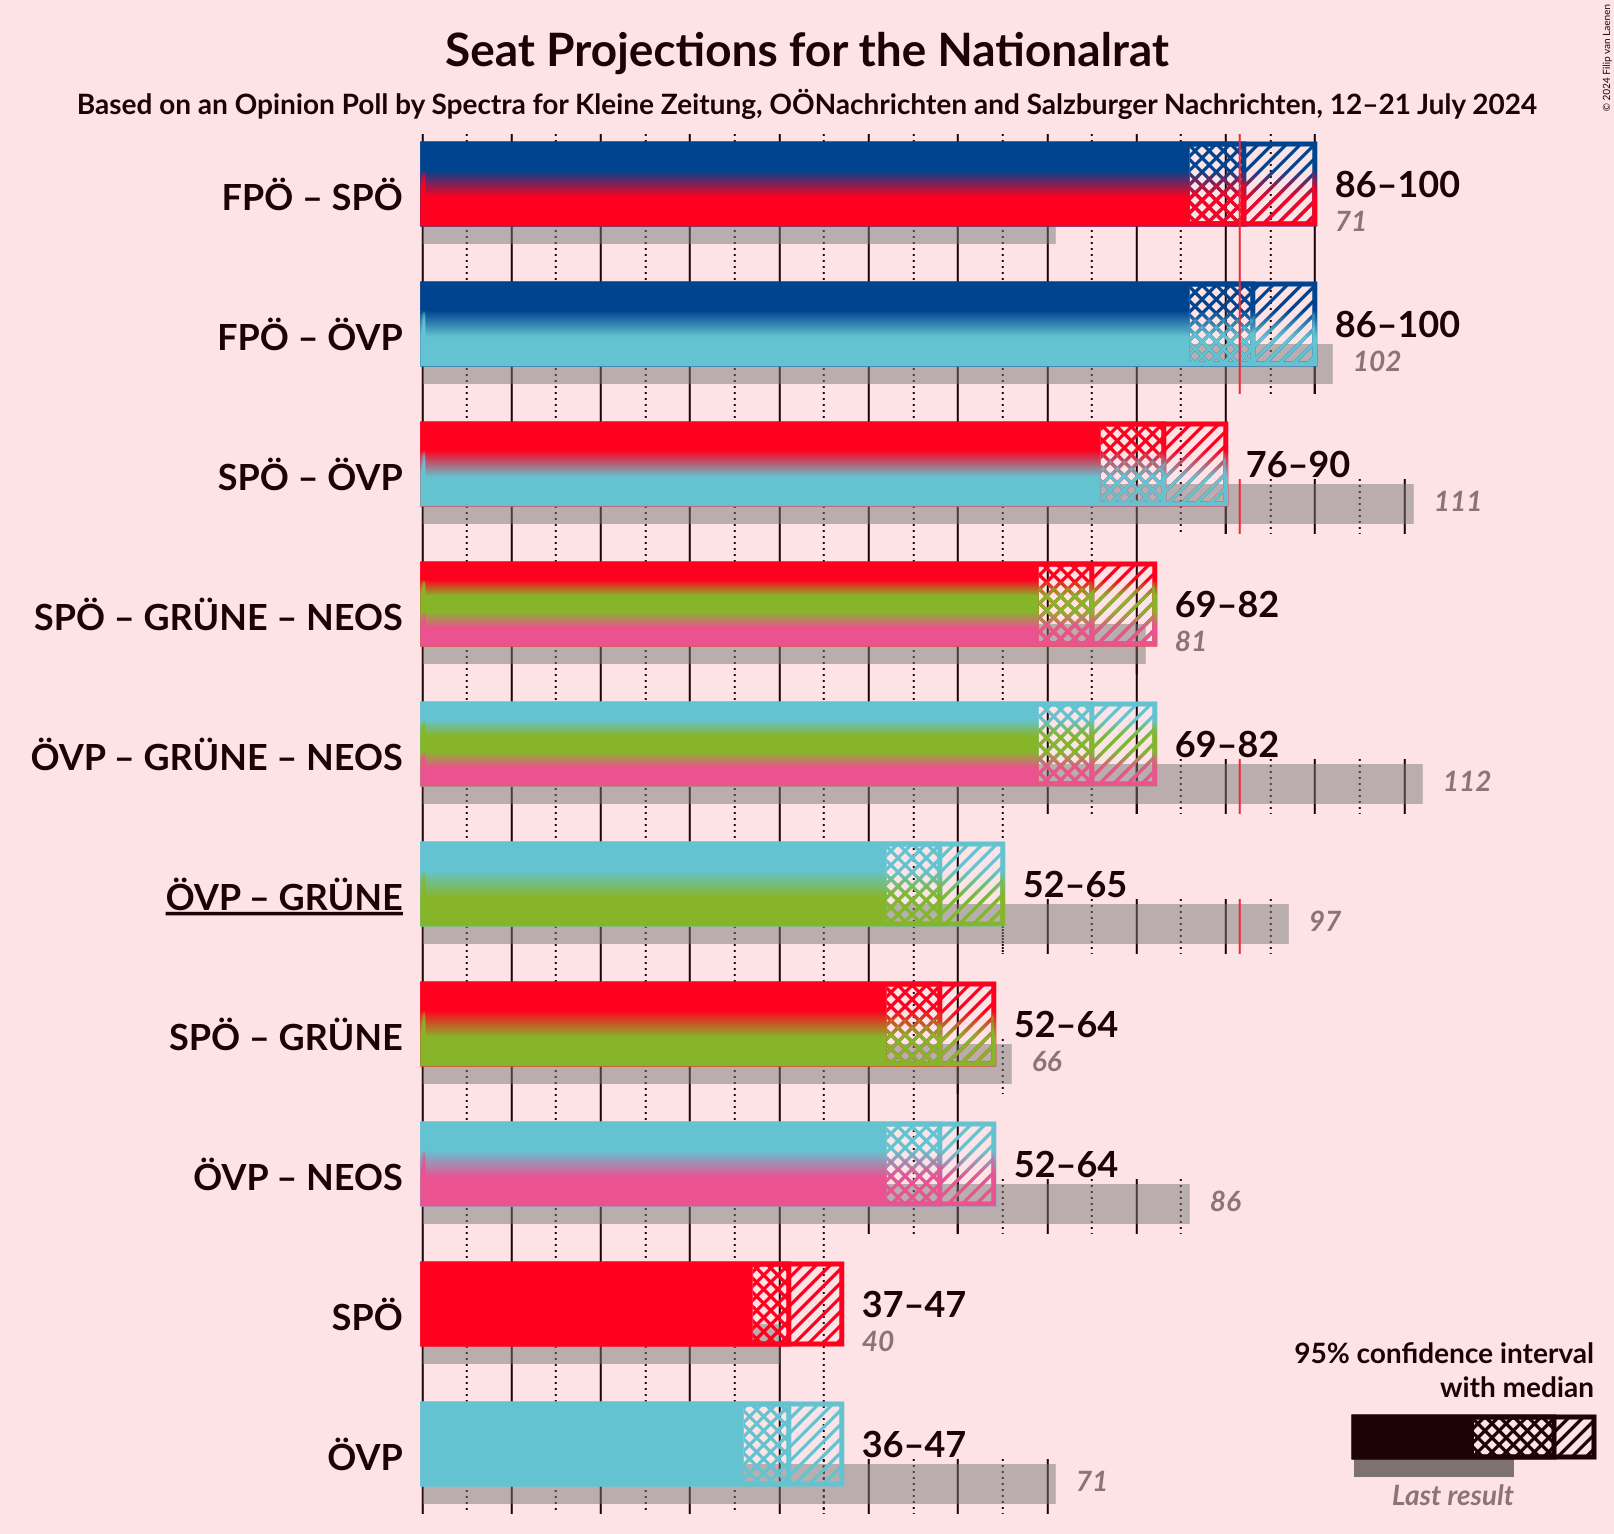 Seat Projections for the Nationalrat
Based on an Opinion Poll by Spectra for Kleine Zeitung, OÖNachrichten and Salzburger Nachrichten, 12–21 July 2024
© 2024 Filip van Laenen
FPÖ – SPÖ
86–100
71
FPÖ – ÖVP
86–100
102
SPÖ – ÖVP
76–90
111
SPÖ – GRÜNE – NEOS
69–82
81
ÖVP – GRÜNE – NEOS
69–82
112
ÖVP – GRÜNE
52–65
97
SPÖ – GRÜNE
52–64
66
ÖVP – NEOS
52–64
86
SPÖ
37–47
40
ÖVP
36–47
71
95% confidence interval
with median
Last result